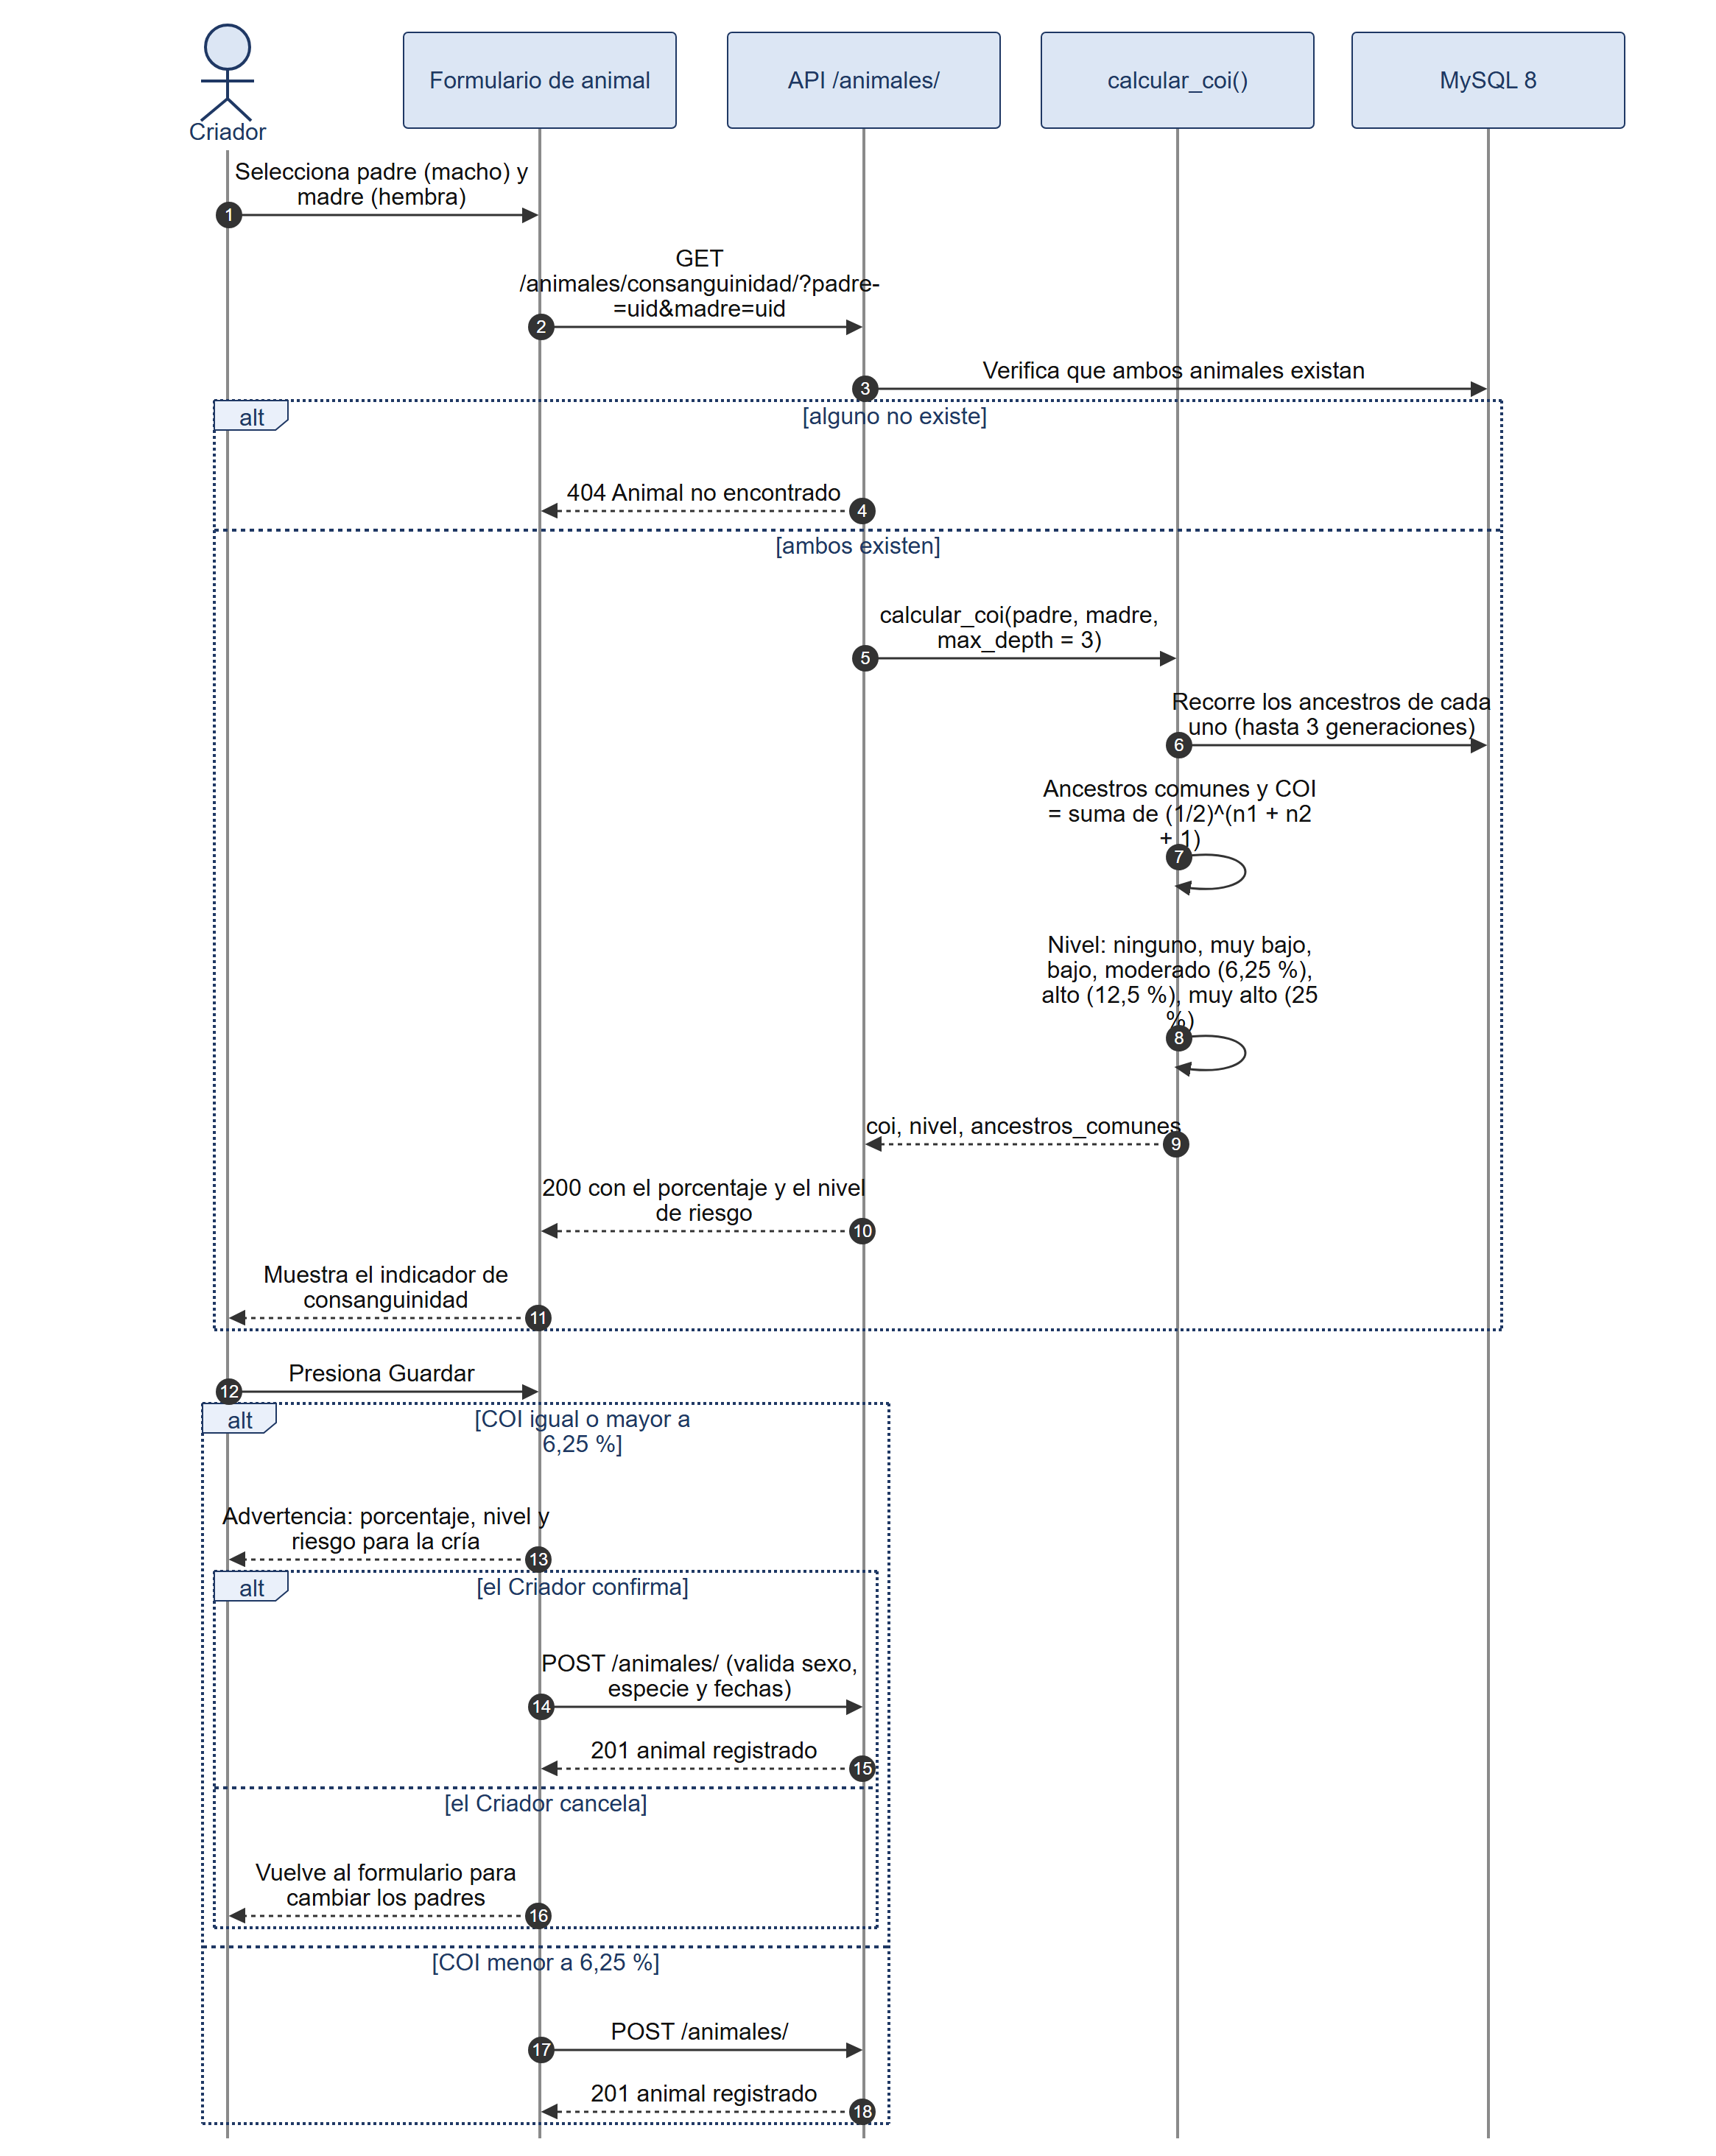 Criador
Formulario de animal
API /animales/
calcular_coi()
MySQL 8
Selecciona padre (macho) y
madre (hembra)
1
GET
/animales/consanguinidad/?padre-
=uid&madre=uid
2
Verifica que ambos animales existan
3
alt
[alguno no existe]
404 Animal no encontrado
4
[ambos existen]
calcular_coi(padre, madre,
max_depth = 3)
5
Recorre los ancestros de cada
uno (hasta 3 generaciones)
6
Ancestros comunes y COI
= suma de (1/2)^(n1 + n2
+ 1)
7
Nivel: ninguno, muy bajo,
bajo, moderado (6,25 %),
alto (12,5 %), muy alto (25
%)
8
coi, nivel, ancestros_comunes
9
200 con el porcentaje y el nivel
de riesgo
10
Muestra el indicador de
consanguinidad
11
Presiona Guardar
12
alt
[COI igual o mayor a
6,25 %]
Advertencia: porcentaje, nivel y
riesgo para la cría
13
alt
[el Criador confirma]
POST /animales/ (valida sexo,
especie y fechas)
14
201 animal registrado
15
[el Criador cancela]
Vuelve al formulario para
cambiar los padres
16
[COI menor a 6,25 %]
POST /animales/
17
201 animal registrado
18